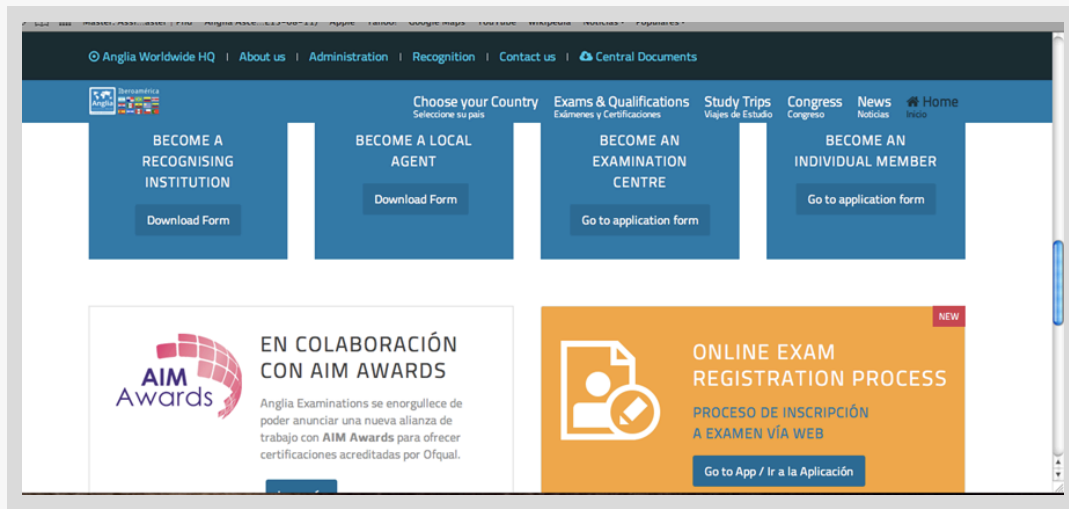 Anglia Worldwide HQ | About us | Administration | Recognition | Contact us | Central Documents
Anglia Iberoamérica
Choose your Country Exams & Qualifications Study Trips Congress News Home
Seleccione su pais Exámenes y Certificaciones Viajes de Estudio Congreso Noticias Inicio
BECOME A
RECOGNISING
INSTITUTION
Download Form
BECOME A LOCAL
AGENT
Download Form
BECOME AN
EXAMINATION
CENTRE
Go to application form
BECOME AN
INDIVIDUAL MEMBER
Go to application form
AIM
Awards
EN COLABORACIÓN
CON AIM AWARDS
Anglia Examinations se enorgullece de
poder anunciar una nueva alianza de
trabajo con AIM Awards para ofrecer
certificaciones acreditadas por Ofqual.
NEW
ONLINE EXAM
REGISTRATION PROCESS
PROCESO DE INSCRIPCIÓN
A EXAMEN VÍA WEB
Go to App / Ir a la Aplicación